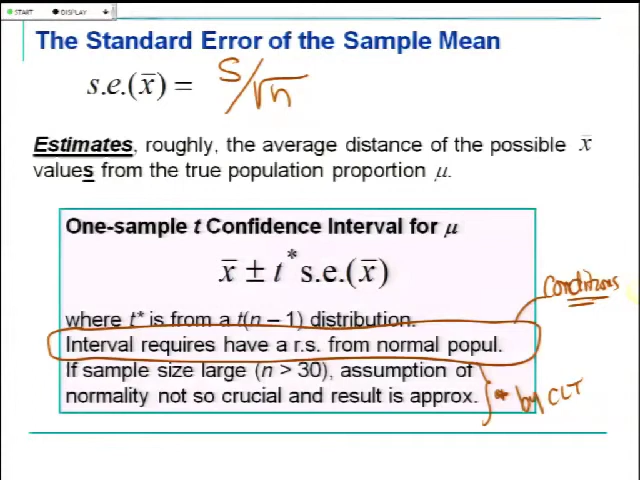 START DISPLAY
The Standard Error of the Sample Mean
s.e.(x̄) = s/√n
Estimates, roughly, the average distance of the possible x̄
values from the true population proportion μ.
One-sample t Confidence Interval for μ
x̄ ± t* s.e.(x̄)
conditions
where t* is from a t(n – 1) distribution.
Interval requires have a r.s. from normal popul.
If sample size large (n > 30), assumption of
normality not so crucial and result is approx.
* by CLT